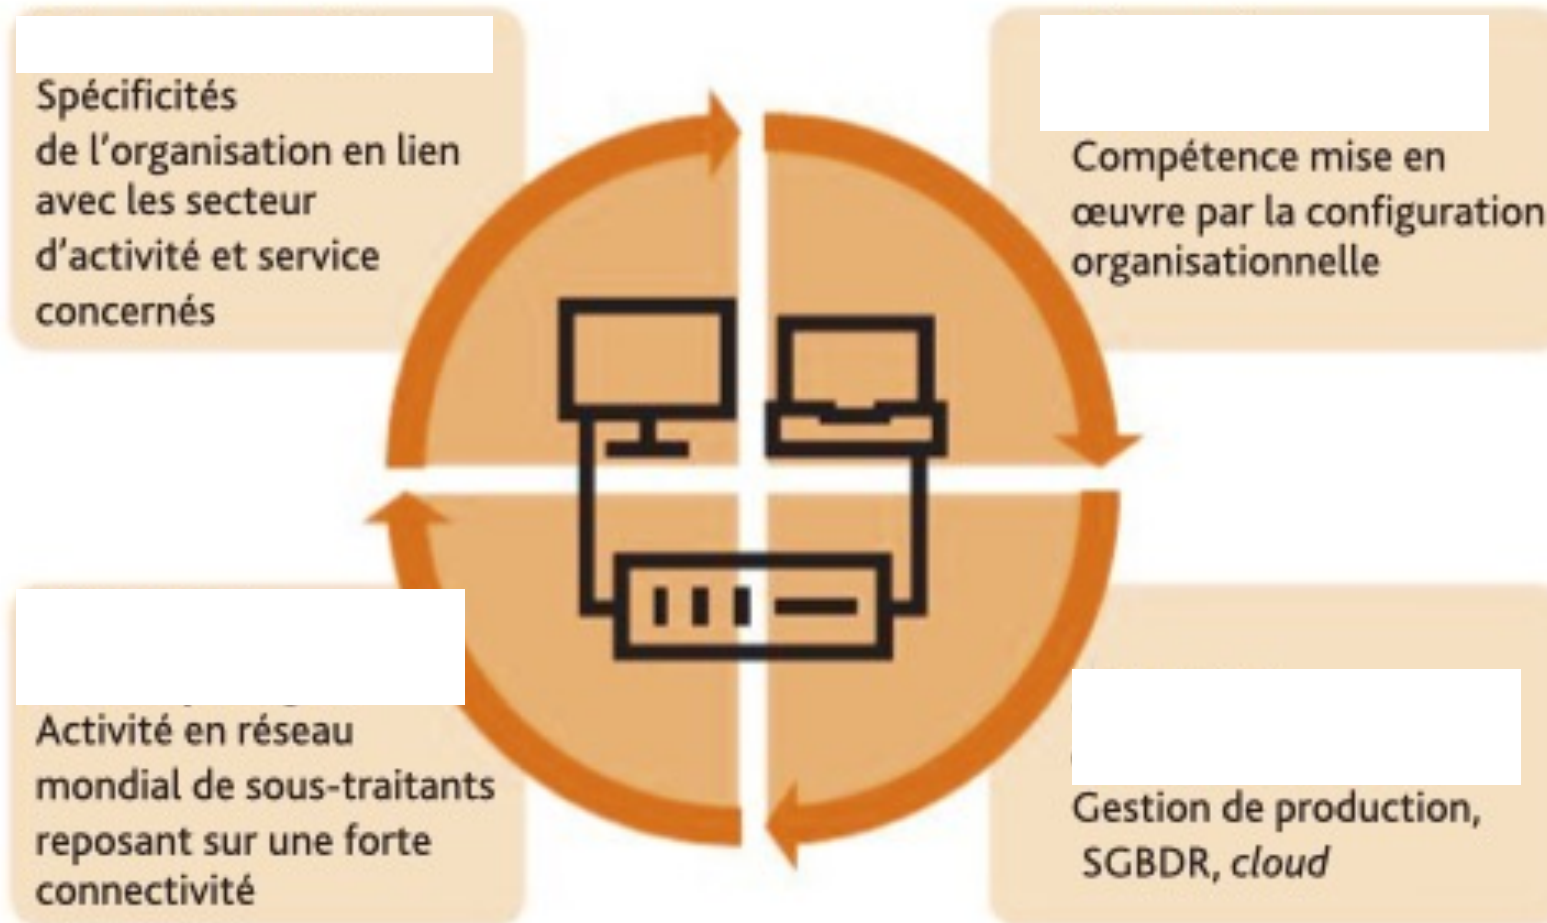 Spécificités
de l'organisation en lien
avec les secteur
d'activité et service
concernés
Compétence mise en
œuvre par la configuration
organisationnelle
Activité en réseau
mondial de sous-traitants
reposant sur une forte
connectivité
Gestion de production,
SGBDR, cloud